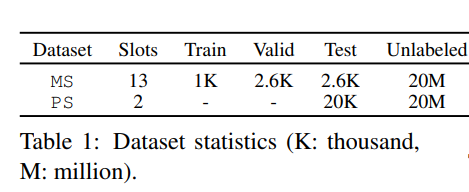 Dataset Slots Train Valid Test Unlabeled
MS 13 1K 2.6K 2.6K 20M
PS 2 - - 20K 20M
Table 1: Dataset statistics (K: thousand,
M: million).